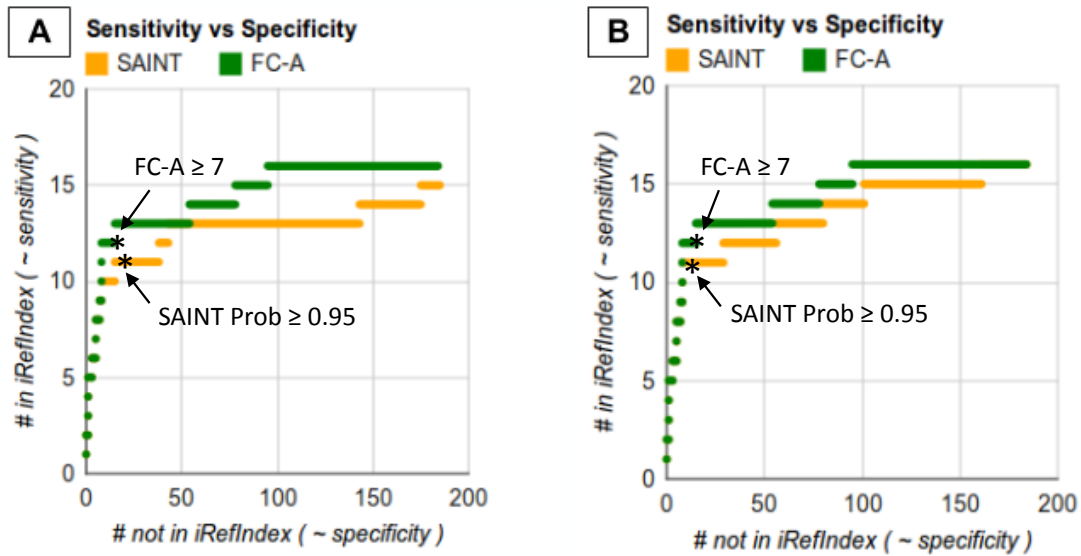 A
Sensitivity vs Specificity
SAINT FC-A
20
15
10
5
0
# in iRefIndex ( ~ sensitivity )
FC-A ≥ 7
*
*
SAINT Prob ≥ 0.95
0 50 100 150 200
# not in iRefIndex ( ~ specificity )
B
Sensitivity vs Specificity
SAINT FC-A
20
15
10
5
0
# in iRefIndex ( ~ sensitivity )
FC-A ≥ 7
*
*
SAINT Prob ≥ 0.95
0 50 100 150 200
# not in iRefIndex ( ~ specificity )